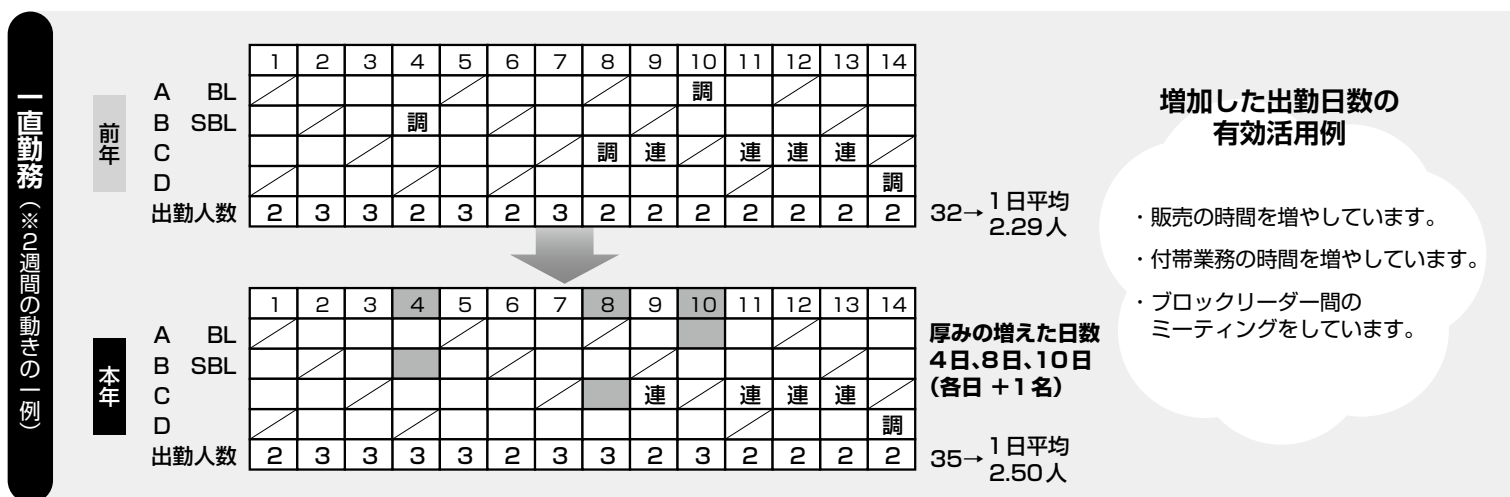 一直勤務（※2週間の動きの一例）
前年
1 2 3 4 5 6 7 8 9 10 11 12 13 14
A BL 調
B SBL 調
C 調 連 連 連 連
D 調
出勤人数 2 3 3 2 3 2 3 2 2 2 2 2 2 2
32→1日平均
2.29人
本年
1 2 3 4 5 6 7 8 9 10 11 12 13 14
A BL
B SBL
C 連 連 連 連
D 調
出勤人数 2 3 3 3 3 2 3 3 2 3 2 2 2 2
厚みの増えた日数
4日、8日、10日
（各日 ＋1名）
35→1日平均
2.50人
増加した出勤日数の
有効活用例
・販売の時間を増やしています。
・付帯業務の時間を増やしています。
・ブロックリーダー間の
ミーティングをしています。